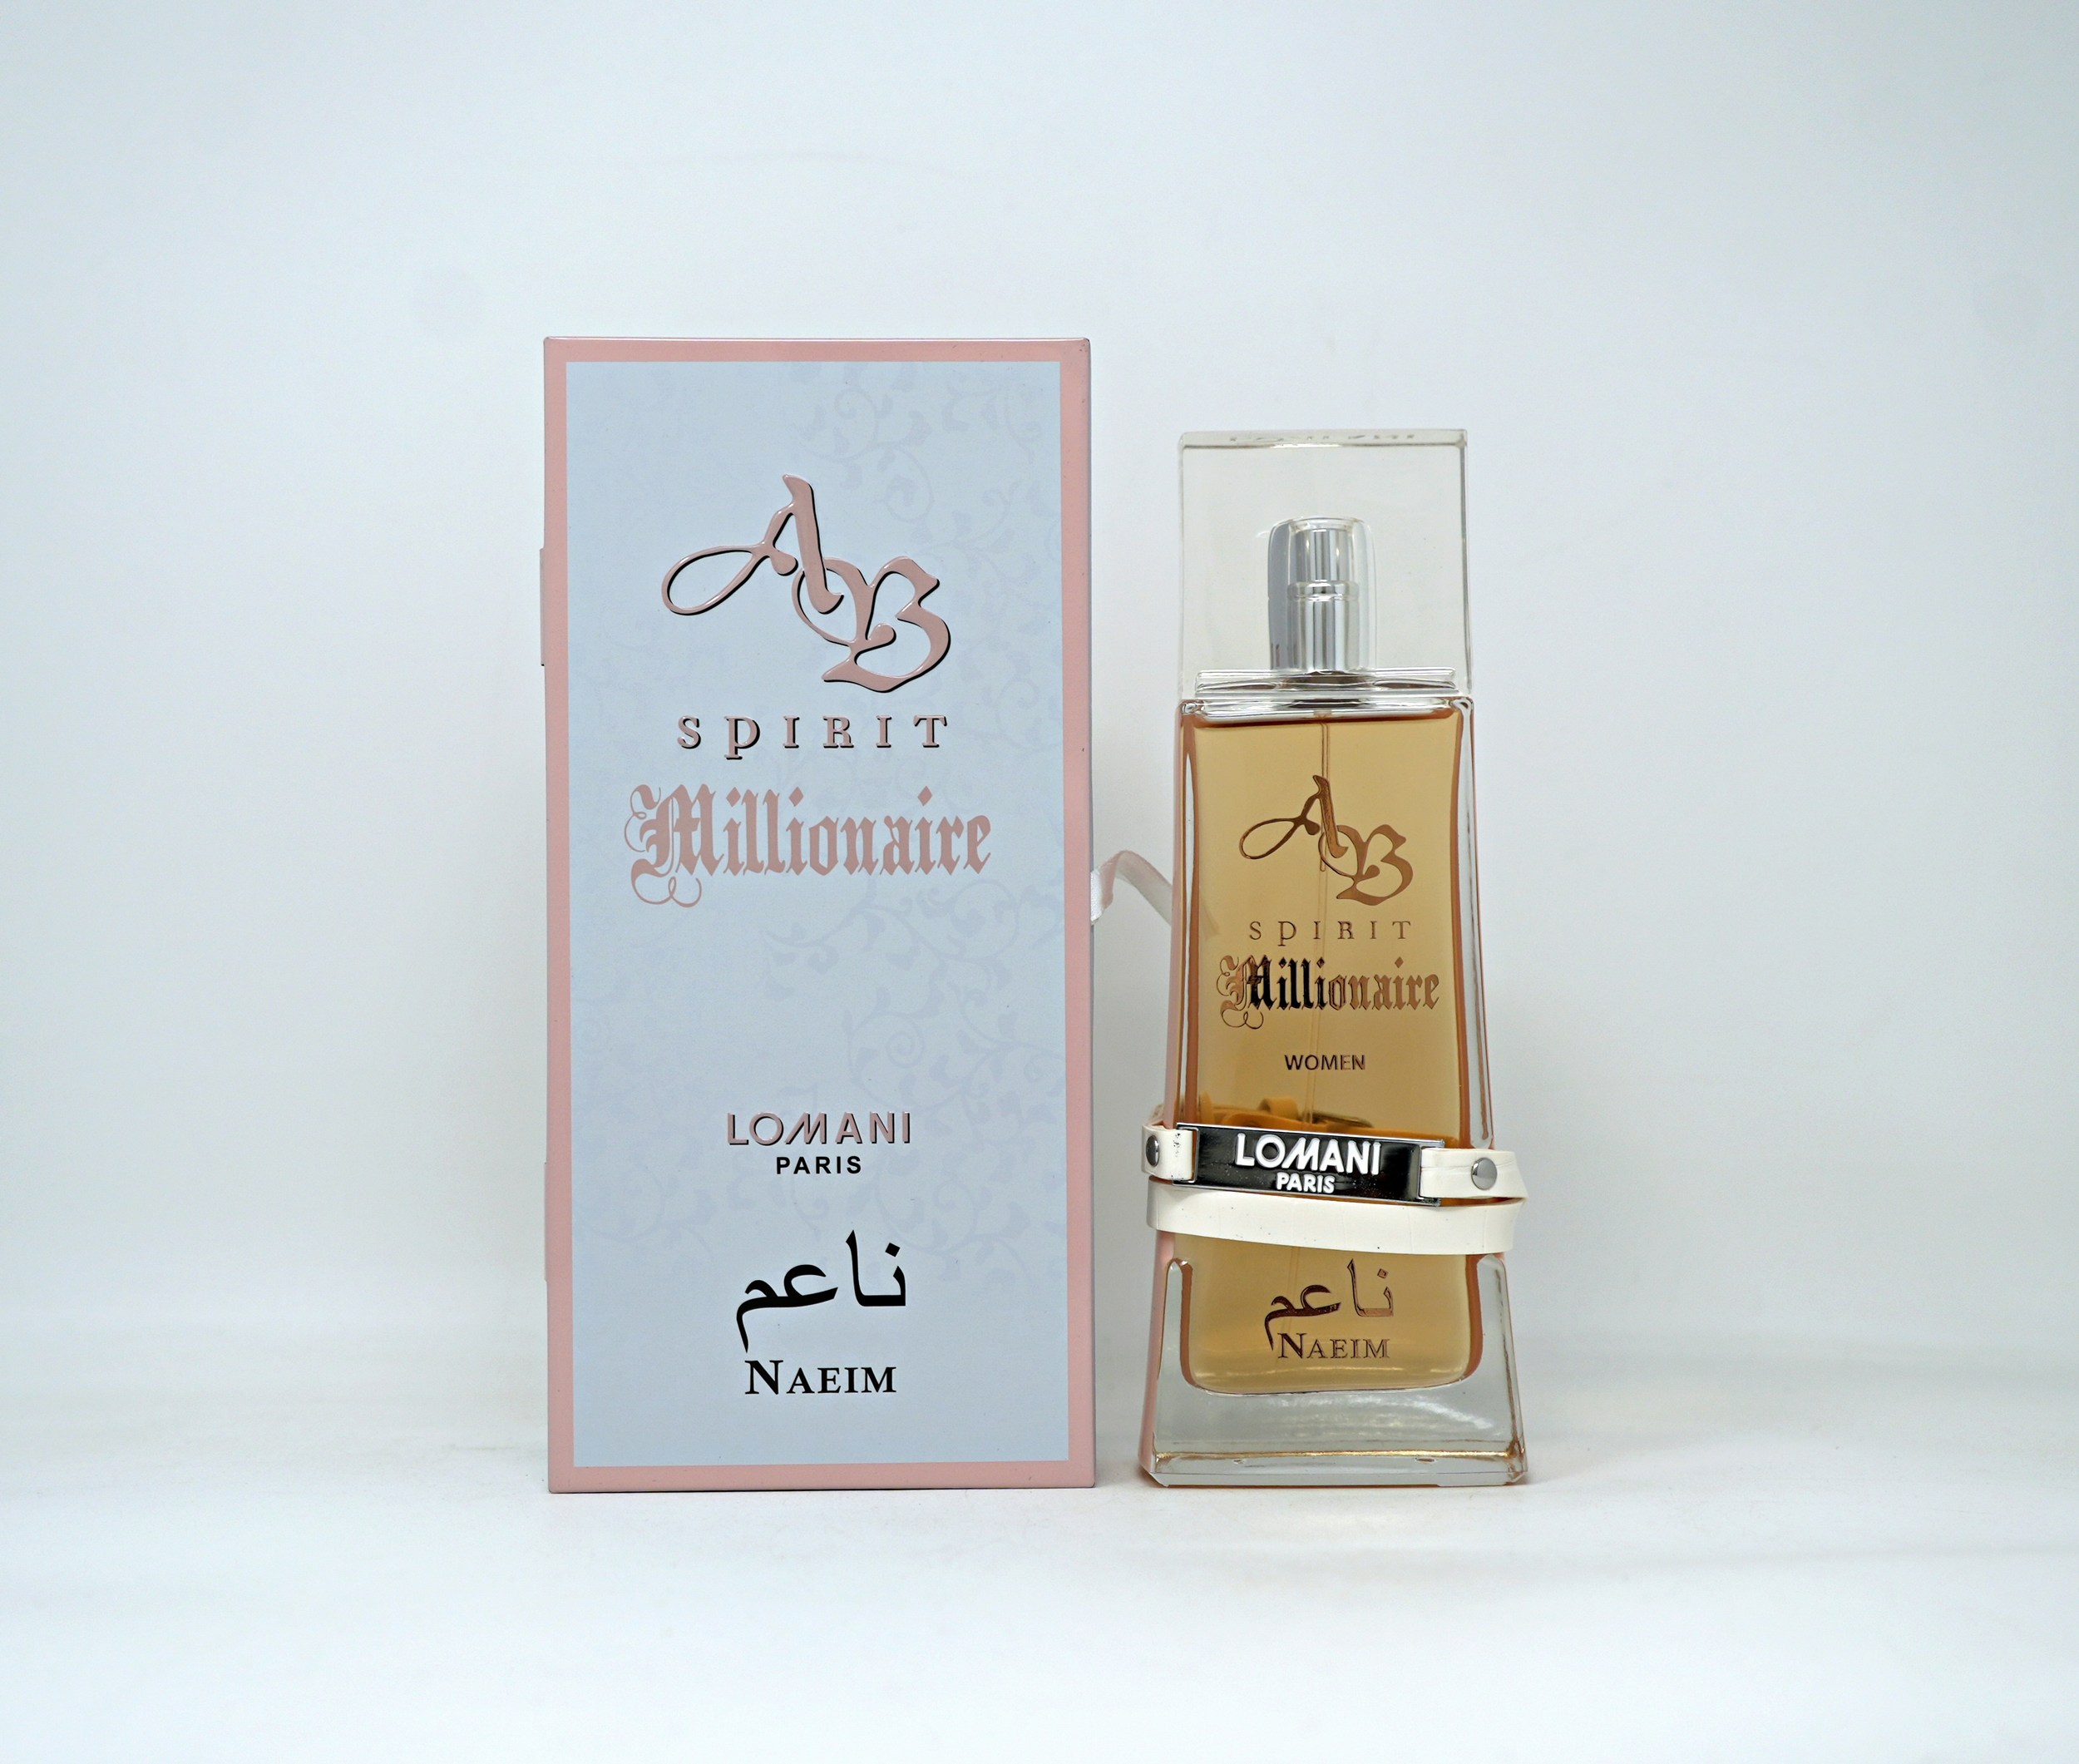 AB
SPIRIT
Millionaire
LOMANI
PARIS
ناعم
NAEIM
AB
SPIRIT
Millionaire
WOMEN
LOMANI
PARIS
ناعم
NAEIM